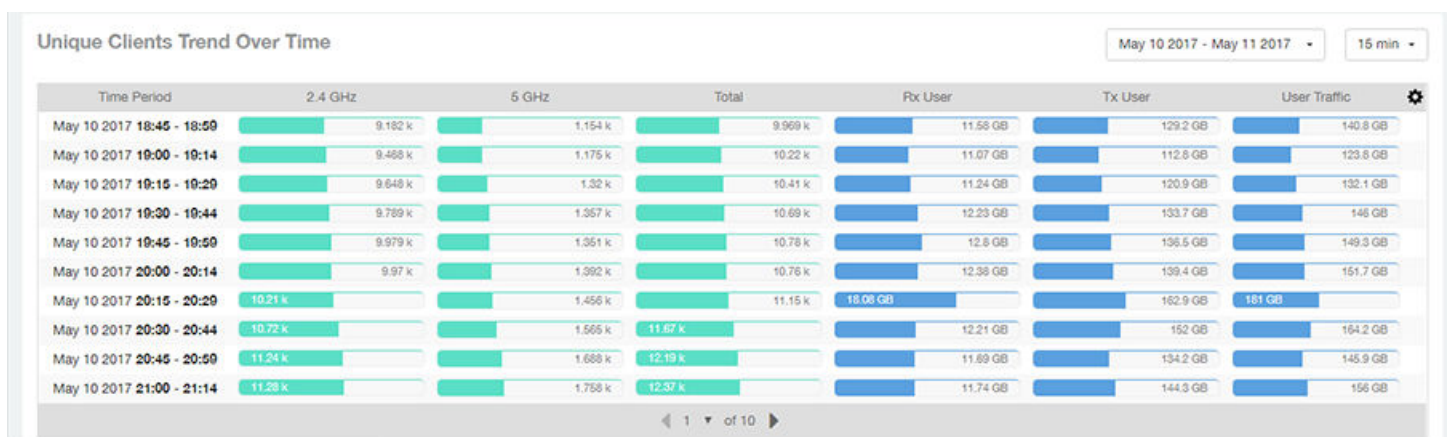 Unique Clients Trend Over Time
May 10 2017 - May 11 2017
15 min
Time Period 2.4 GHz 5 GHz Total Rx User Tx User User Traffic
May 10 2017 18:45 - 18:59 9.182 k 1.154 k 9.969 k 11.58 GB 129.2 GB 140.8 GB
May 10 2017 19:00 - 19:14 9.468 k 1.175 k 10.22 k 11.07 GB 112.8 GB 123.8 GB
May 10 2017 19:15 - 19:29 9.648 k 1.32 k 10.41 k 11.24 GB 120.9 GB 132.1 GB
May 10 2017 19:30 - 19:44 9.789 k 1.357 k 10.69 k 12.23 GB 133.7 GB 146 GB
May 10 2017 19:45 - 19:59 9.979 k 1.351 k 10.78 k 12.8 GB 136.5 GB 149.3 GB
May 10 2017 20:00 - 20:14 9.97 k 1.392 k 10.76 k 12.38 GB 139.4 GB 151.7 GB
May 10 2017 20:15 - 20:29 10.21 k 1.456 k 11.15 k 18.08 GB 162.9 GB 181 GB
May 10 2017 20:30 - 20:44 10.72 k 1.565 k 11.67 k 12.21 GB 152 GB 164.2 GB
May 10 2017 20:45 - 20:59 11.24 k 1.688 k 12.19 k 11.69 GB 134.2 GB 145.9 GB
May 10 2017 21:00 - 21:14 11.28 k 1.758 k 12.37 k 11.74 GB 144.3 GB 156 GB
1 of 10